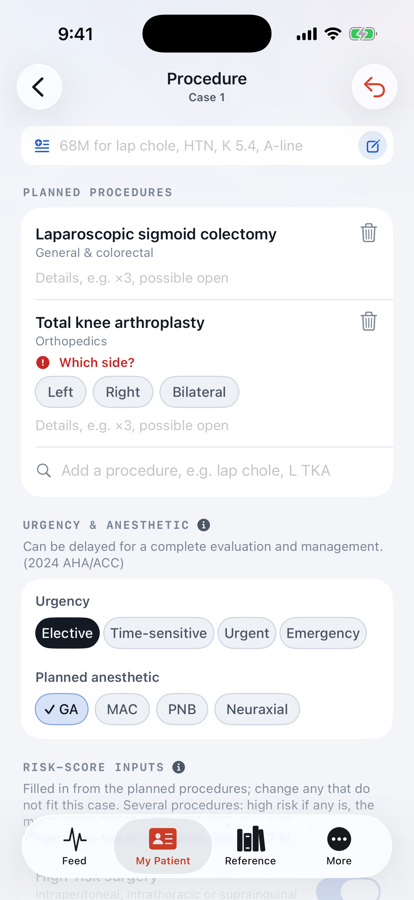 9:41
Procedure
Case 1
68M for lap chole, HTN, K 5.4, A-line
PLANNED PROCEDURES
Laparoscopic sigmoid colectomy
General & colorectal
Details, e.g. ×3, possible open
Total knee arthroplasty
Orthopedics
Which side?
Left Right Bilateral
Details, e.g. ×3, possible open
Add a procedure, e.g. lap chole, L TKA
URGENCY & ANESTHETIC
Can be delayed for a complete evaluation and management.
(2024 AHA/ACC)
Urgency
Elective Time-sensitive Urgent Emergency
Planned anesthetic
✓ GA MAC PNB Neuraxial
RISK-SCORE INPUTS
Filled in from the planned procedures; change any that do
not fit this case. Several procedures: high risk if any is, the
Feed My Patient Reference More
High-risk surgery
Intraperitoneal, intrathoracic or suprainguinal